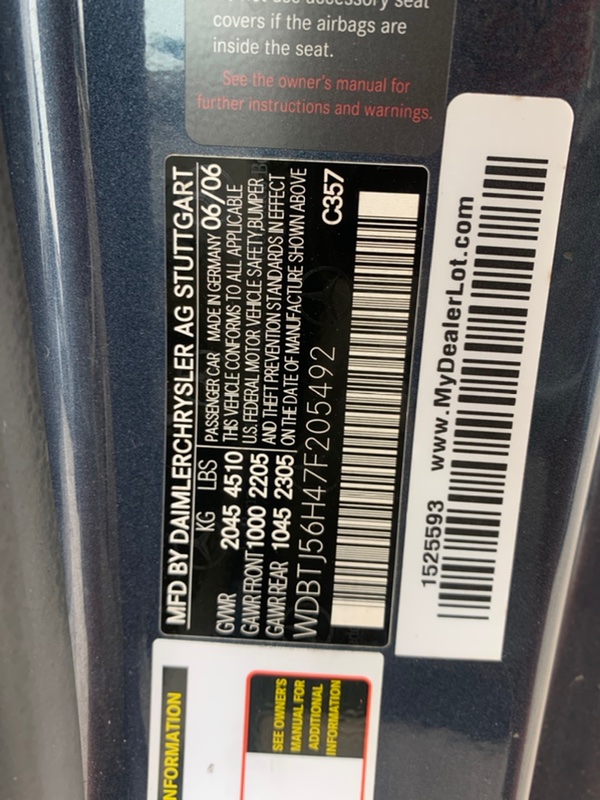 not use accessory seat
covers if the airbags are
inside the seat.
See the owner's manual for
further instructions and warnings.
MFD BY DAIMLERCHRYSLER AG STUTTGART
KG LBS PASSENGER CAR MADE IN GERMANY 06/06
GVWR 2045 4510 THIS VEHICLE CONFORMS TO ALL APPLICABLE
GAWR FRONT 1000 2205 U.S. FEDERAL MOTOR VEHICLE SAFETY, BUMPER
GAWR REAR 1045 2305 AND THEFT PREVENTION STANDARDS IN EFFECT
ON THE DATE OF MANUFACTURE SHOWN ABOVE
WDBTJ56H47F205492 C357
1525593 www.MyDealerLot.com
NFORMATION
SEE OWNER'S
MANUAL FOR
ADDITIONAL
INFORMATION